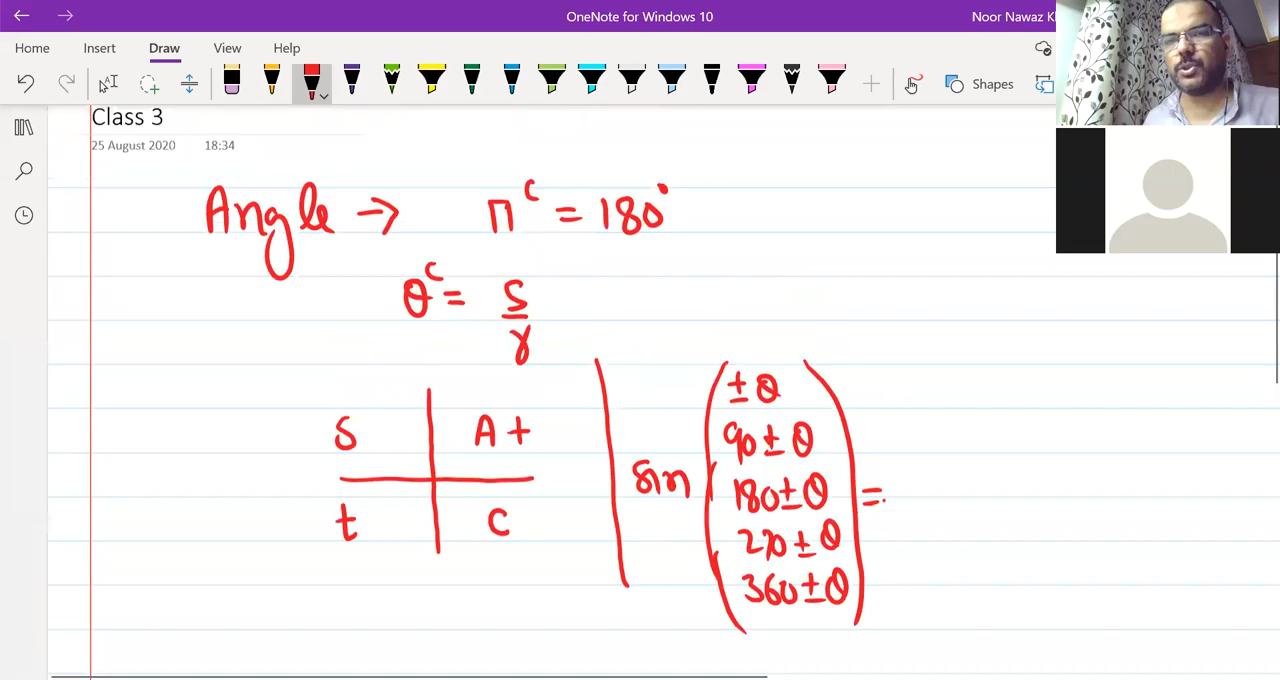 OneNote for Windows 10
Noor Nawaz Kh
Home Insert Draw View Help
Shapes
Class 3
25 August 2020 18:34
Angle → π^c = 180°
θ^c = s/r
S | A +
t | C
sin
± θ
90 ± θ
180 ± θ
270 ± θ
360 ± θ
=